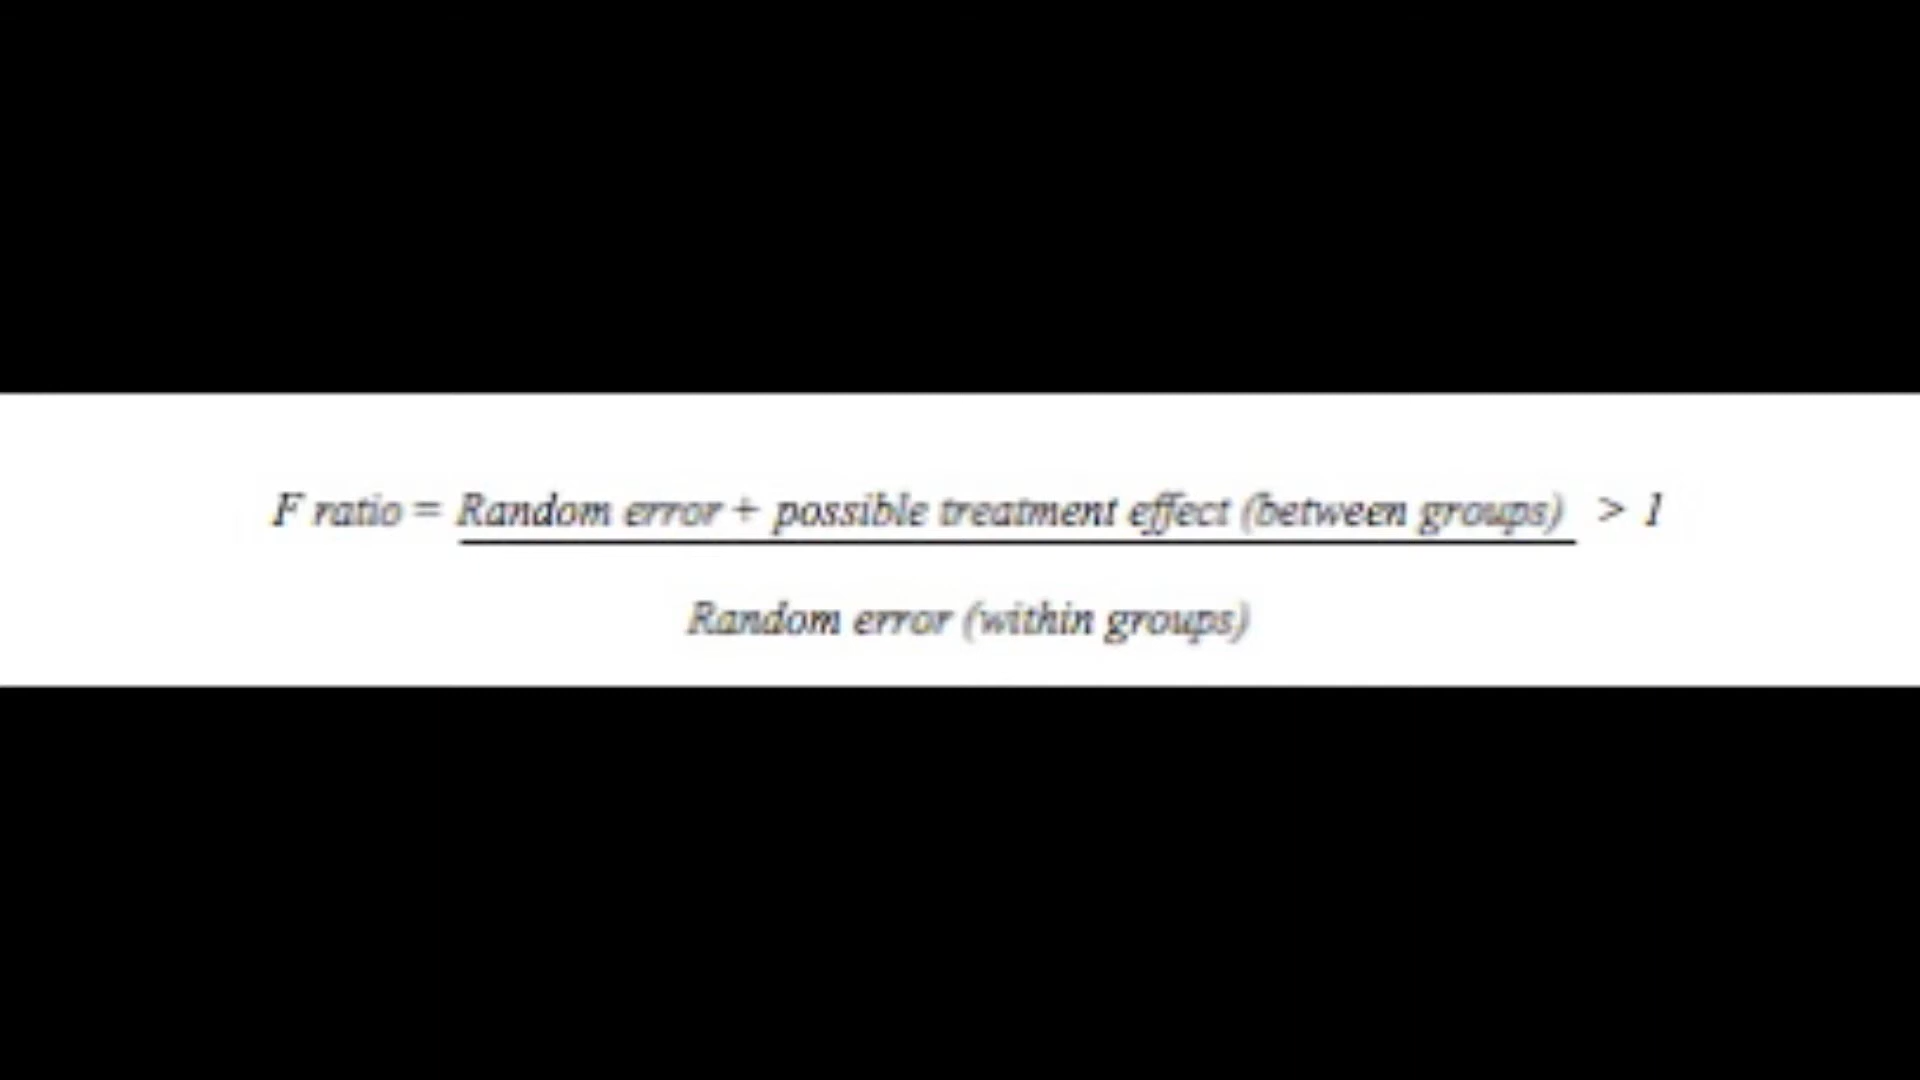 F ratio = Random error + possible treatment effect (between groups) > 1
Random error (within groups)